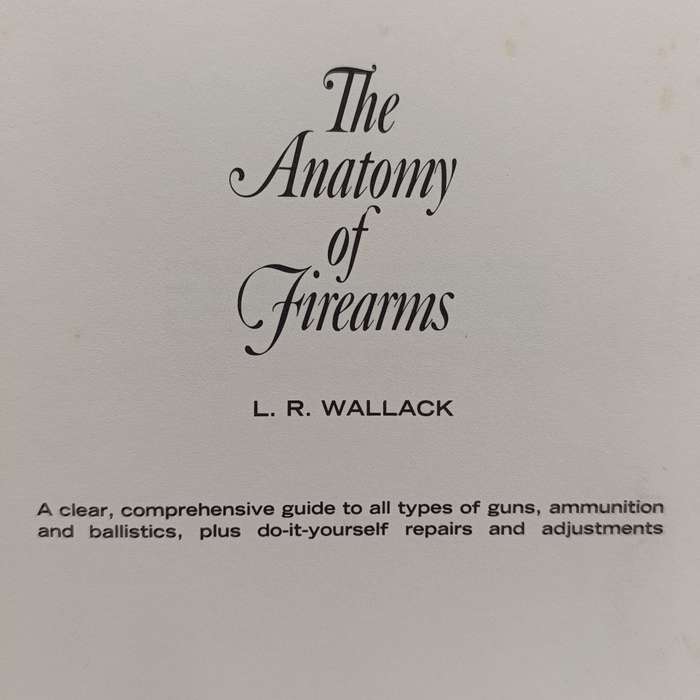 The
Anatomy
of
Firearms
L. R. WALLACK
A clear, comprehensive guide to all types of guns, ammunition
and ballistics, plus do-it-yourself repairs and adjustments